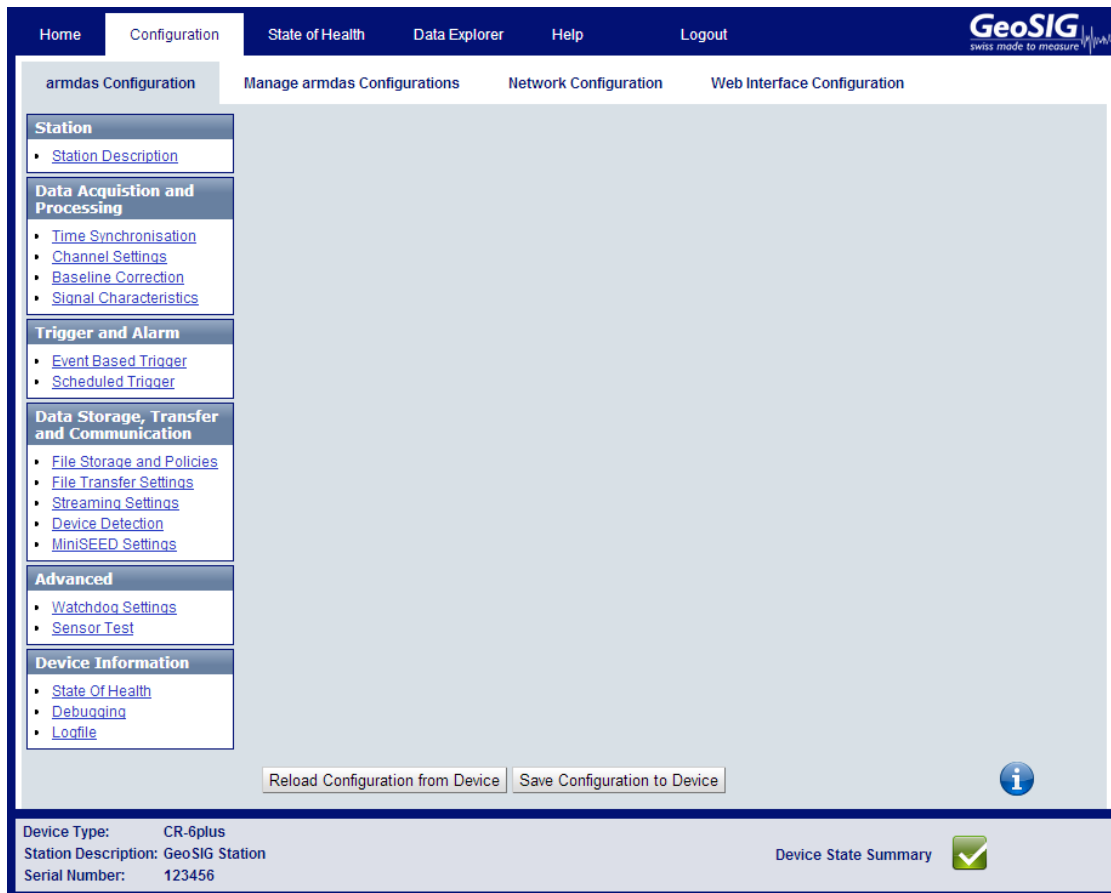 Home Configuration State of Health Data Explorer Help Logout
GeoSIG
swiss made to measure
armdas Configuration Manage armdas Configurations Network Configuration Web Interface Configuration
Station
Station Description
Data Acquistion and
Processing
Time Synchronisation
Channel Settings
Baseline Correction
Signal Characteristics
Trigger and Alarm
Event Based Trigger
Scheduled Trigger
Data Storage, Transfer
and Communication
File Storage and Policies
File Transfer Settings
Streaming Settings
Device Detection
MiniSEED Settings
Advanced
Watchdog Settings
Sensor Test
Device Information
State Of Health
Debugging
Logfile
Reload Configuration from Device Save Configuration to Device
i
Device Type: CR-6plus
Station Description: GeoSIG Station
Serial Number: 123456
Device State Summary